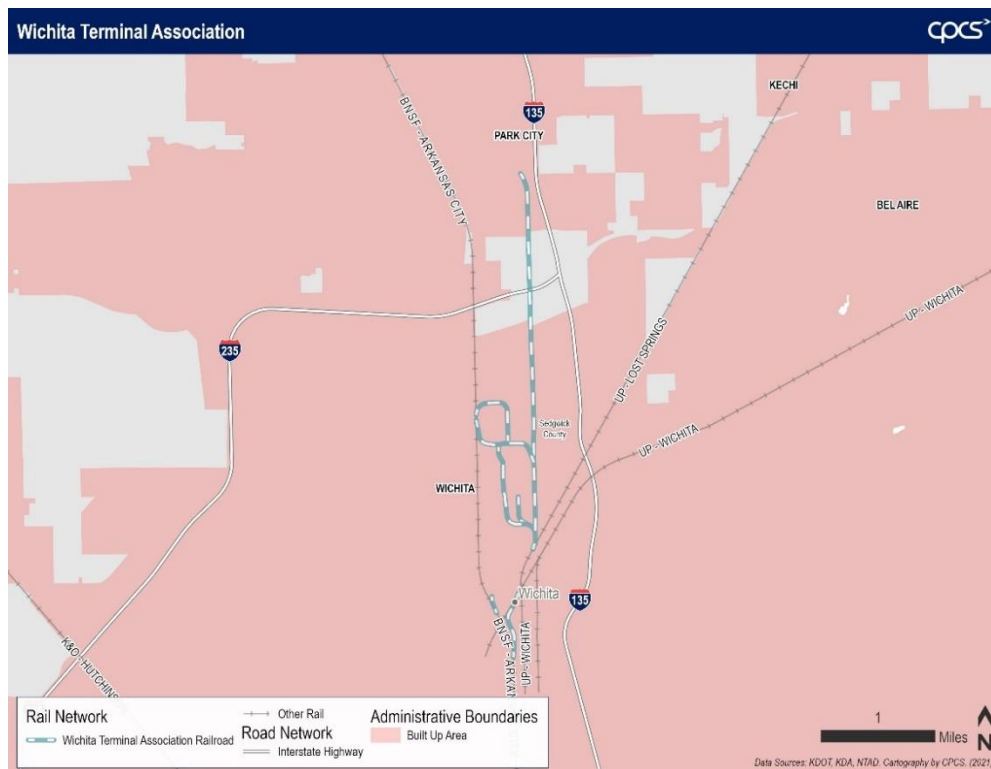 Wichita Terminal Association
cpcs
KECHI
135
PARK CITY
BNSF - ARKANSAS CITY
BEL AIRE
UP - WICHITA
235
UP - LOST SPRINGS
Sedgwick
County
UP - WICHITA
WICHITA
Wichita
135
K&O - HUTCHINS
BNSF - ARKAN
UP - WICHITA
Rail Network
Wichita Terminal Association Railroad
Other Rail
Road Network
Interstate Highway
Administrative Boundaries
Built Up Area
1
Miles
N
Data Sources: KDOT, KDA, NTAD. Cartography by CPCS. (2021)